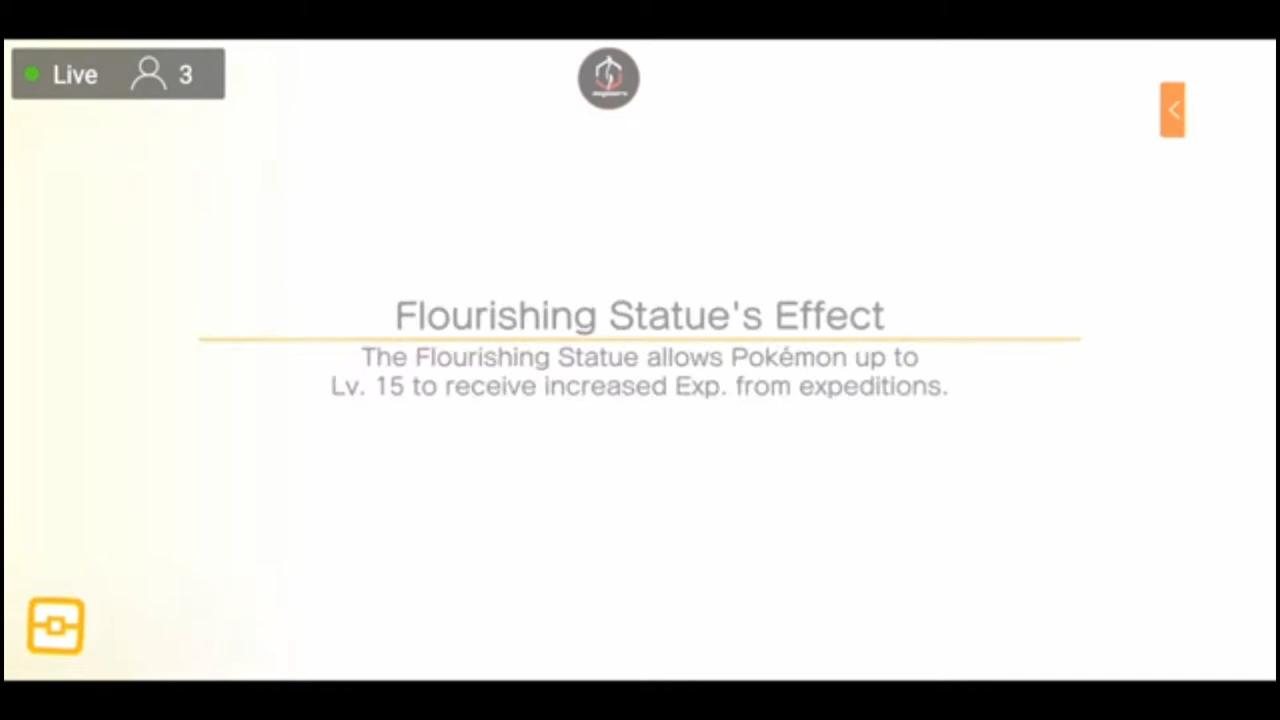 Live 3
Flourishing Statue's Effect
The Flourishing Statue allows Pokémon up to
Lv. 15 to receive increased Exp. from expeditions.